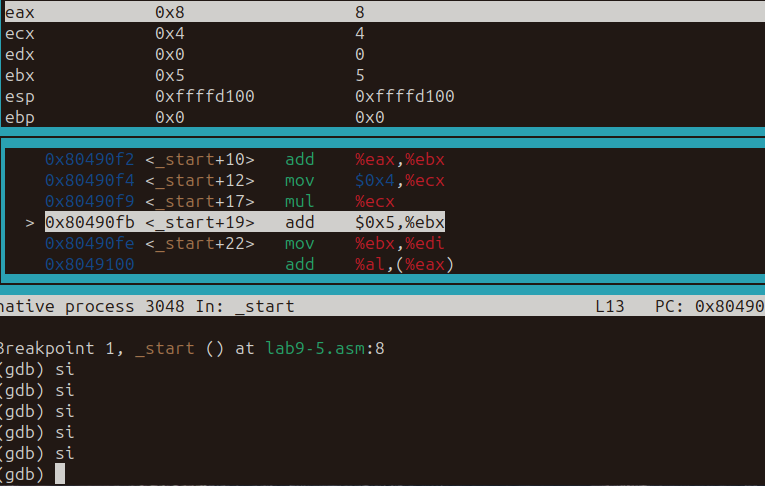 eax 0x8 8
ecx 0x4 4
edx 0x0 0
ebx 0x5 5
esp 0xffffd100 0xffffd100
ebp 0x0 0x0
0x80490f2 <_start+10> add %eax,%ebx
0x80490f4 <_start+12> mov $0x4,%ecx
0x80490f9 <_start+17> mul %ecx
> 0x80490fb <_start+19> add $0x5,%ebx
0x80490fe <_start+22> mov %ebx,%edi
0x8049100 add %al,(%eax)
native process 3048 In: _start L13 PC: 0x80490
Breakpoint 1, _start () at lab9-5.asm:8
(gdb) si
(gdb) si
(gdb) si
(gdb) si
(gdb) si
(gdb)